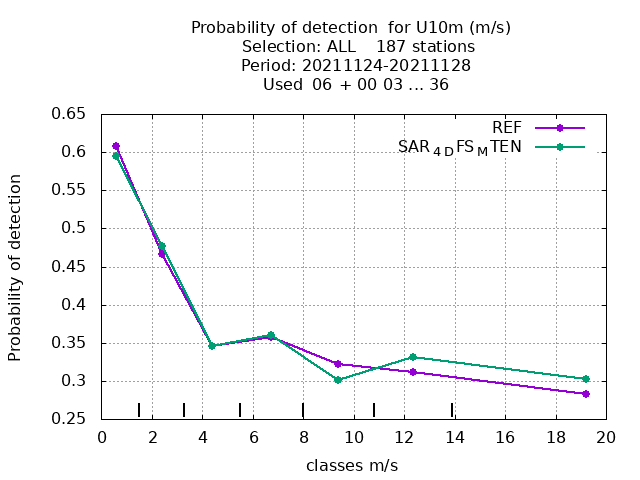 Probability of detection for U10m (m/s)
Selection: ALL 187 stations
Period: 20211124-20211128
Used 06 + 00 03 ... 36
REF
SAR4DFSMTEN
0.65
0.6
0.55
0.5
0.45
0.4
0.35
0.3
0.25
Probability of detection
0 2 4 6 8 10 12 14 16 18 20
classes m/s